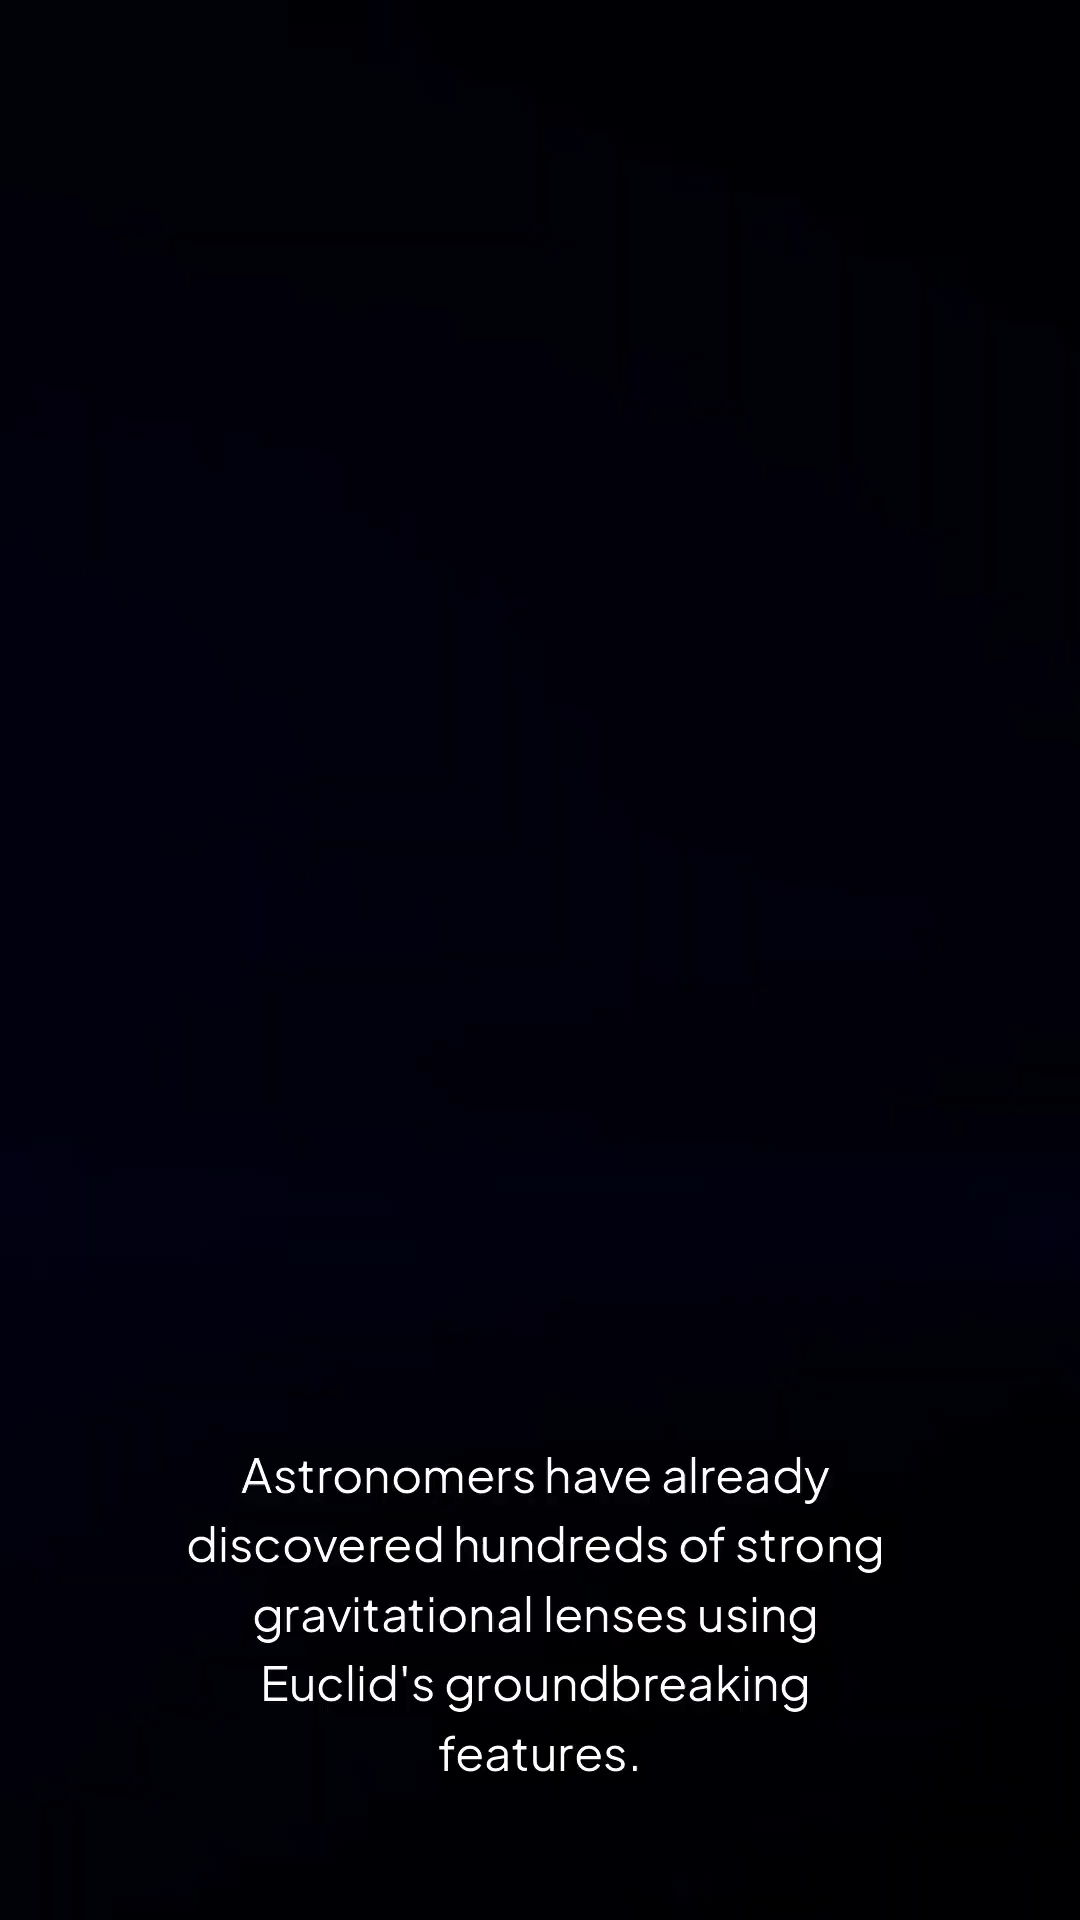 Astronomers have already
discovered hundreds of strong
gravitational lenses using
Euclid's groundbreaking
features.